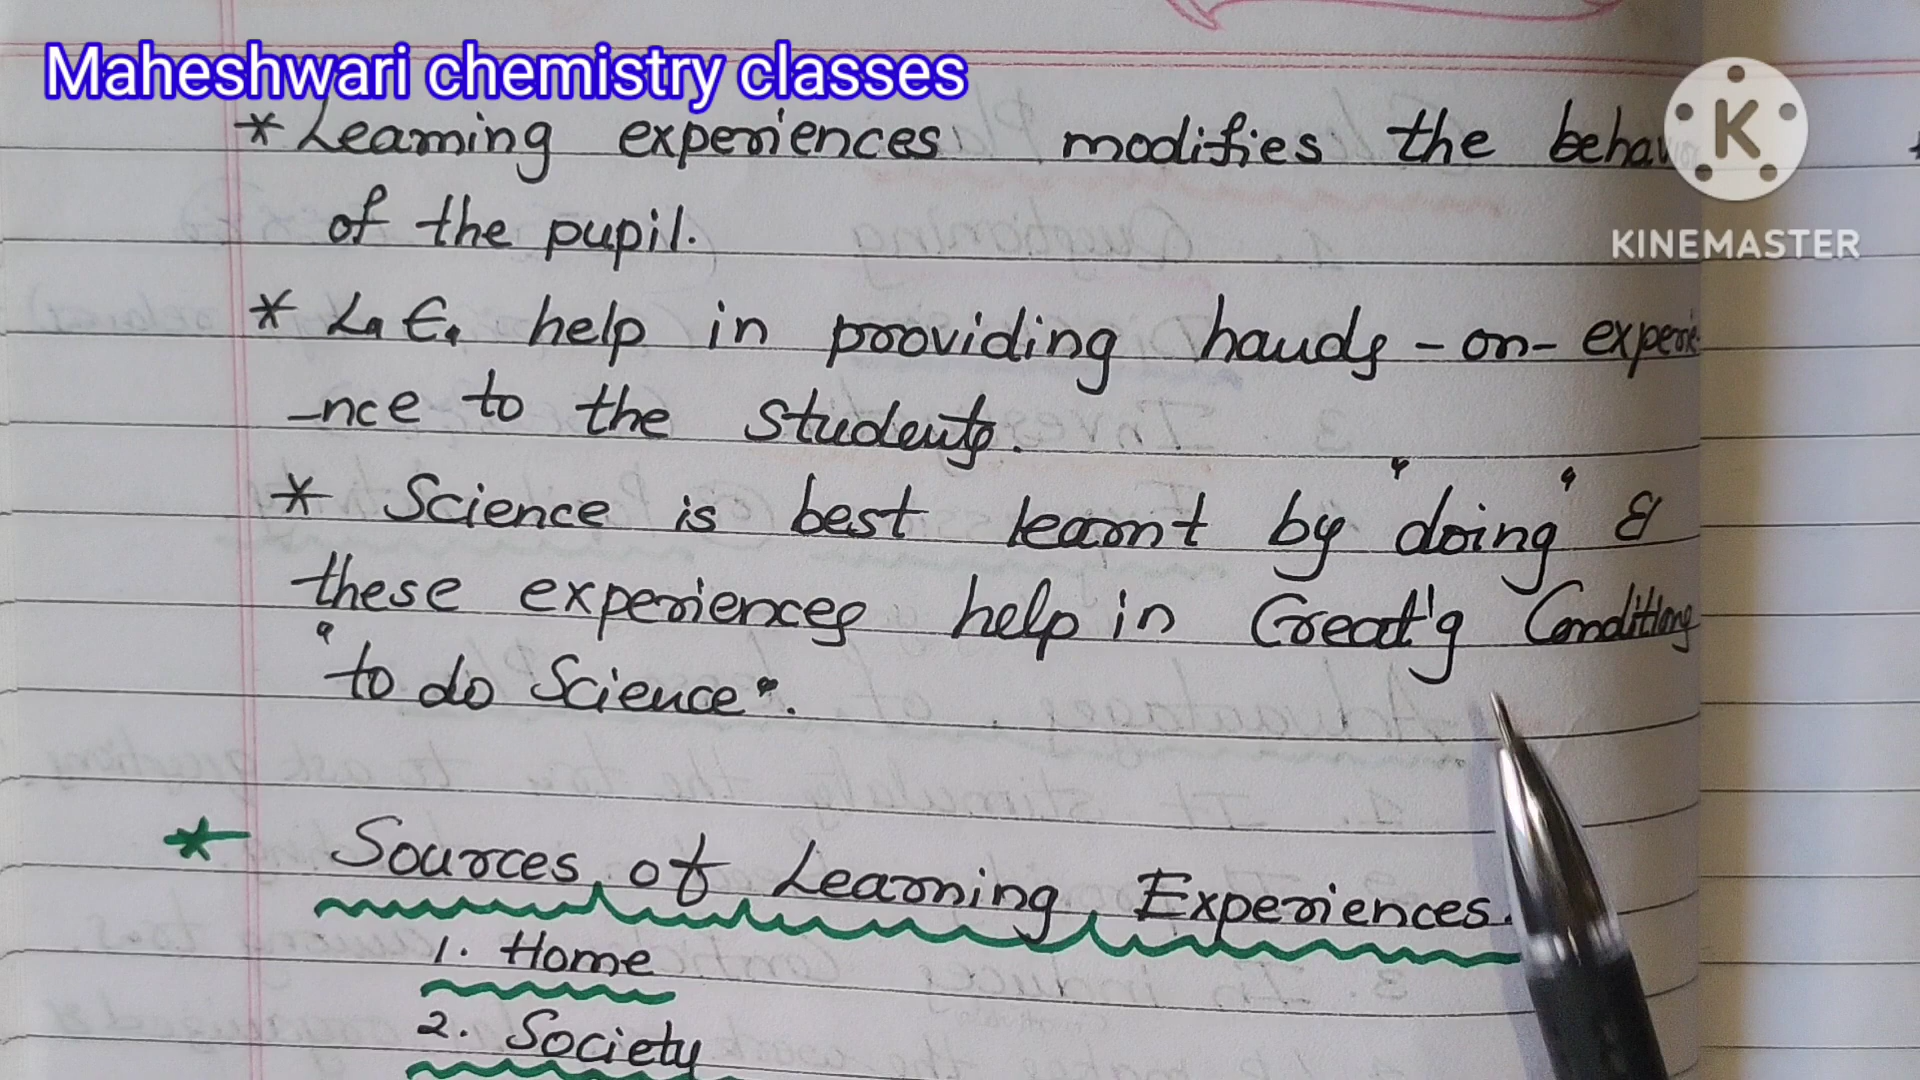 Maheshwari chemistry classes
* Learning experiences modifies the behav
of the pupil.
* L. E. help in providing hands-on-experie
-nce to the students.
* Science is best learnt by "doing" &
these experiences help in Creat'g Conditions
"to do Science".
* Sources of Learning Experiences.
1. Home
2. Society
K
KINEMASTER